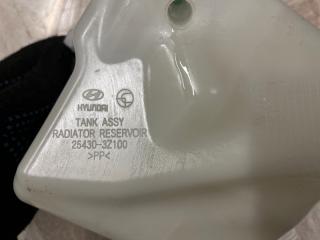 HYUNDAI
TANK ASSY
RADIATOR RESERVOIR
25430-3Z100
>PP<